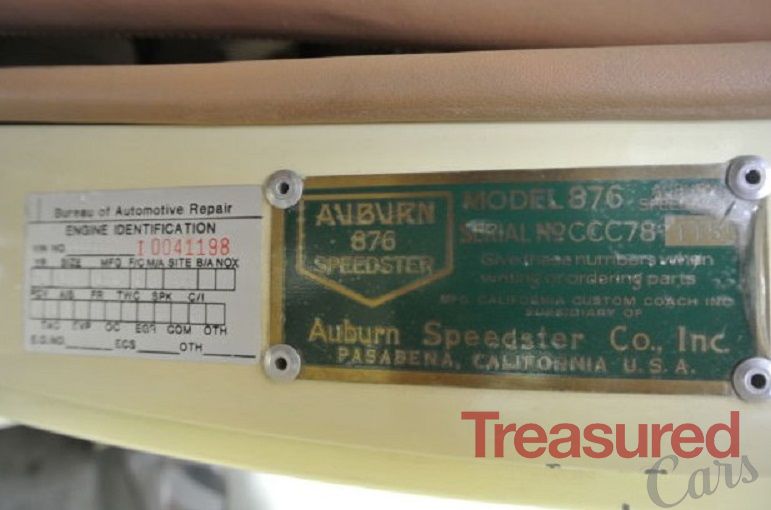 Bureau of Automotive Repair
ENGINE IDENTIFICATION
VIN NO. I0041198
YR SIZE MFG F/C M/A SITE B/A NOX
PCV AIS FR TWC SPK C/I
TAC EVP OC EGR COM OTH
E.O.NO. ECS OTH
AUBURN
876
SPEEDSTER
MODEL 876
SERIAL No CCC78
Give these numbers when
writing or ordering parts
MFG CALIFORNIA CUSTOM COACH INC
SUBSIDIARY OF
Auburn Speedster Co., Inc.
PASADENA, CALIFORNIA U.S.A.
Treasured
Cars